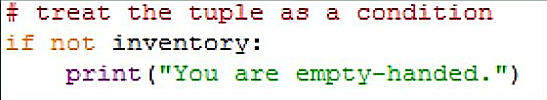 # treat the tuple as a condition
if not inventory:
    print("You are empty-handed.")